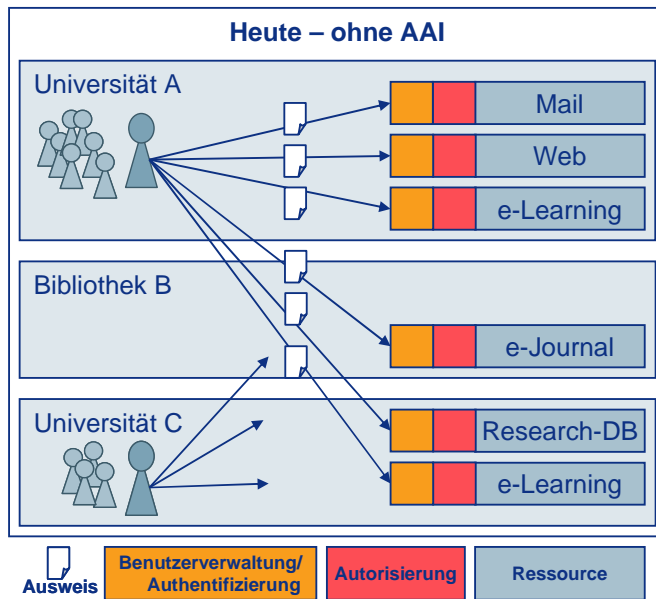 Heute – ohne AAI
Universität A
Mail
Web
e-Learning
Bibliothek B
e-Journal
Universität C
Research-DB
e-Learning
Ausweis
Benutzerverwaltung/
Authentifizierung
Autorisierung
Ressource